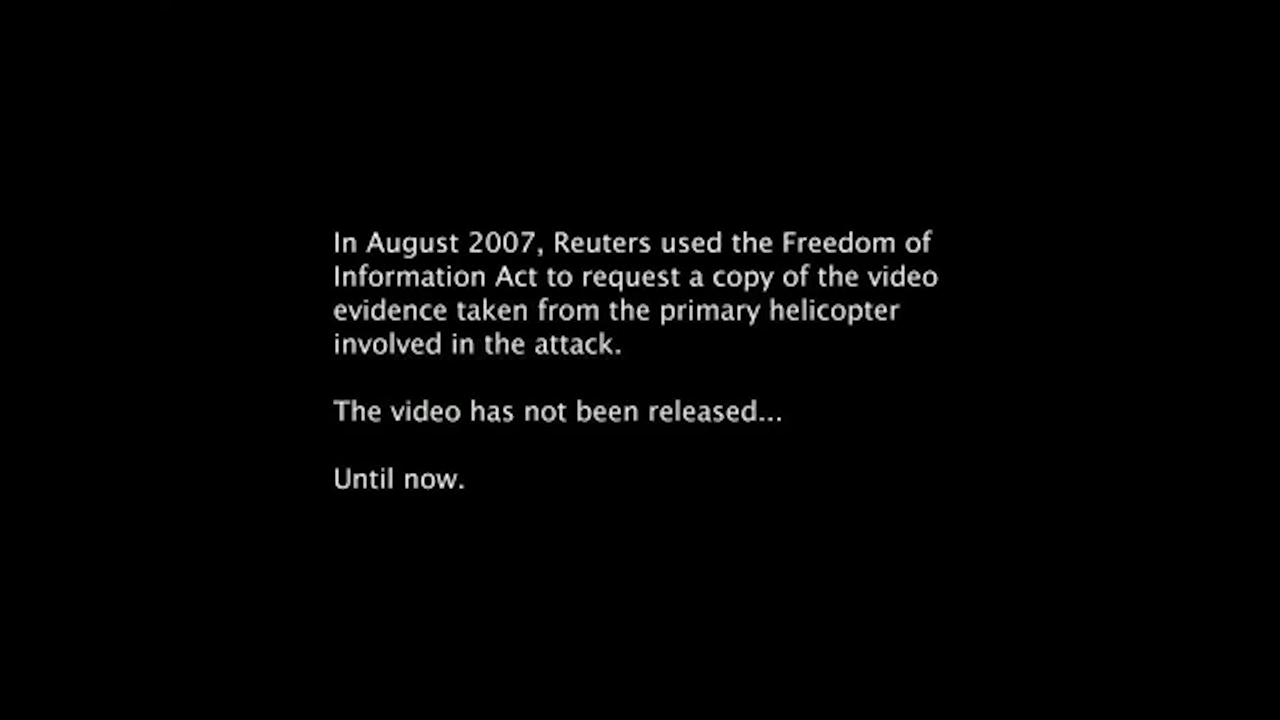 In August 2007, Reuters used the Freedom of
Information Act to request a copy of the video
evidence taken from the primary helicopter
involved in the attack.
The video has not been released...
Until now.